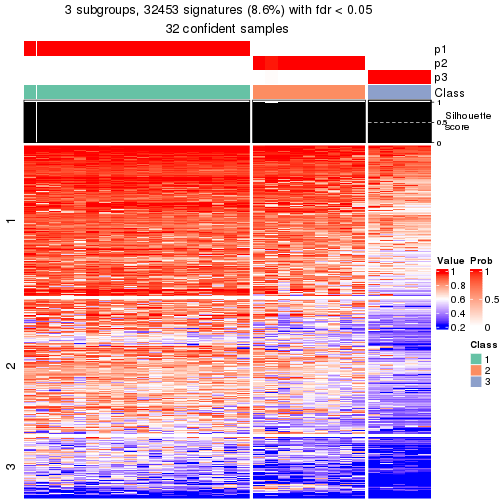 3 subgroups, 32453 signatures (8.6%) with fdr < 0.05
32 confident samples
p1
p2
p3
Class
1
0.5
0
Silhouette
score
1
2
3
Value
1
0.8
0.6
0.4
0.2
Prob
1
0.5
0
Class
1
2
3